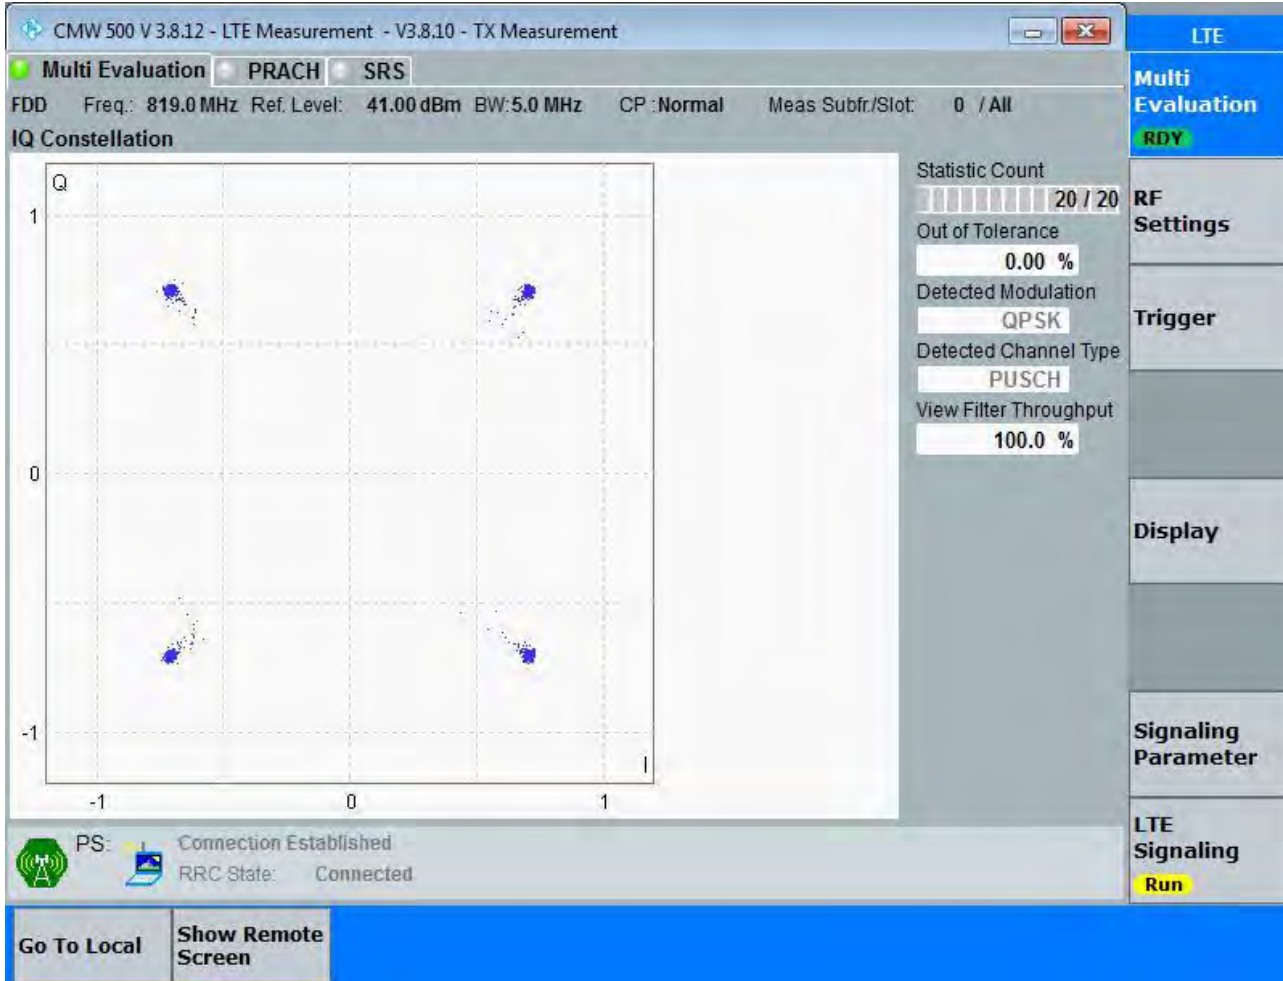 CMW 500 V 3.8.12 - LTE Measurement - V3.8.10 - TX Measurement
LTE
Multi Evaluation PRACH SRS
FDD Freq.: 819.0 MHz Ref. Level: 41.00 dBm BW: 5.0 MHz CP : Normal Meas Subfr./Slot: 0 / All
IQ Constellation
Q
1
0
-1
I
-1 0 1
Statistic Count
20 / 20
Out of Tolerance
0.00 %
Detected Modulation
QPSK
Detected Channel Type
PUSCH
View Filter Throughput
100.0 %
Multi
Evaluation
RDY
RF
Settings
Trigger
Display
Signaling
Parameter
LTE
Signaling
Run
PS: Connection Established
RRC State: Connected
Go To Local
Show Remote
Screen